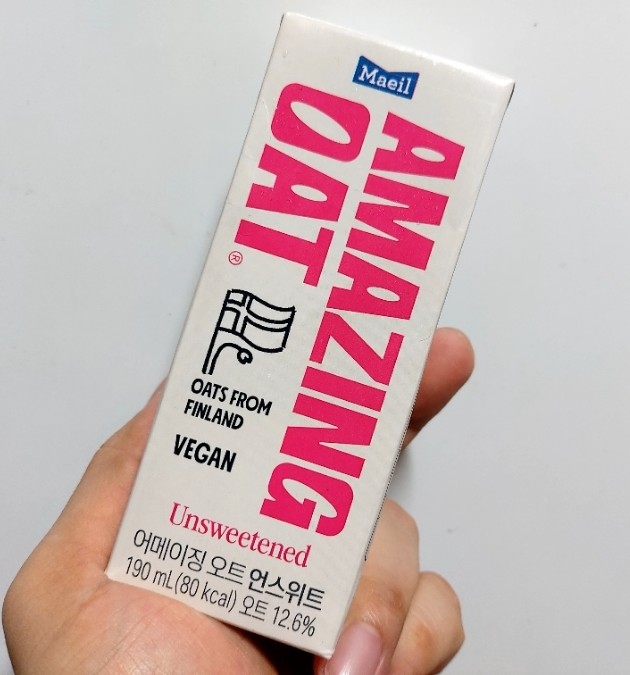 Maeil
AMAZING
OAT®
OATS FROM
FINLAND
VEGAN
Unsweetened
어메이징 오트 언스위트
190 mL(80 kcal) 오트 12.6%